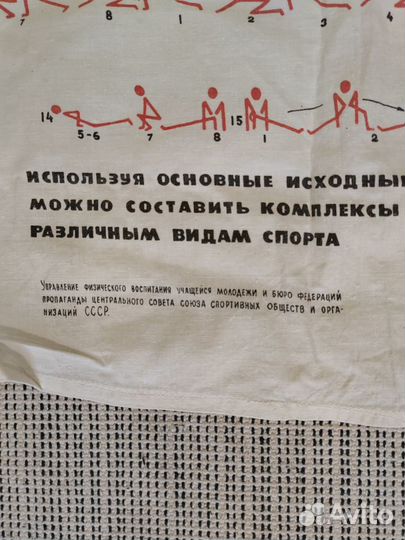 7 8 1 2 3 4
14 5-6 7 8 15 1 2
ИСПОЛЬЗУЯ ОСНОВНЫЕ ИСХОДНЫ
МОЖНО СОСТАВИТЬ КОМПЛЕКСЫ
РАЗЛИЧНЫМ ВИДАМ СПОРТА
УПРАВЛЕНИЕ ФИЗИЧЕСКОГО ВОСПИТАНИЯ УЧАЩЕЙСЯ МОЛОДЕЖИ И БЮРО ФЕДЕРАЦИЙ
ПРОПАГАНДЫ ЦЕНТРАЛЬНОГО СОВЕТА СОЮЗА СПОРТИВНЫХ ОБЩЕСТВ И ОРГА-
НИЗАЦИЙ СССР.
Avito